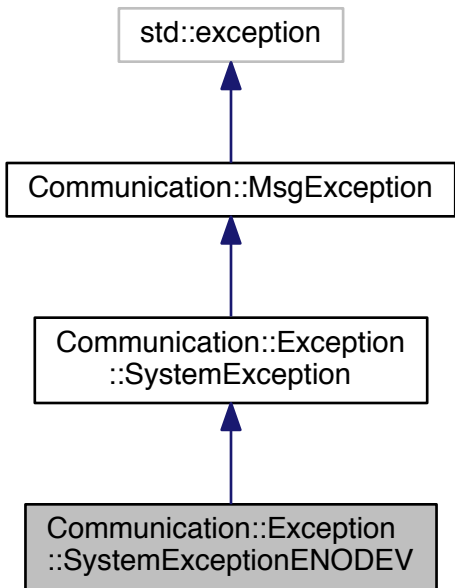 std::exception
Communication::MsgException
Communication::Exception
::SystemException
Communication::Exception
::SystemExceptionENODEV